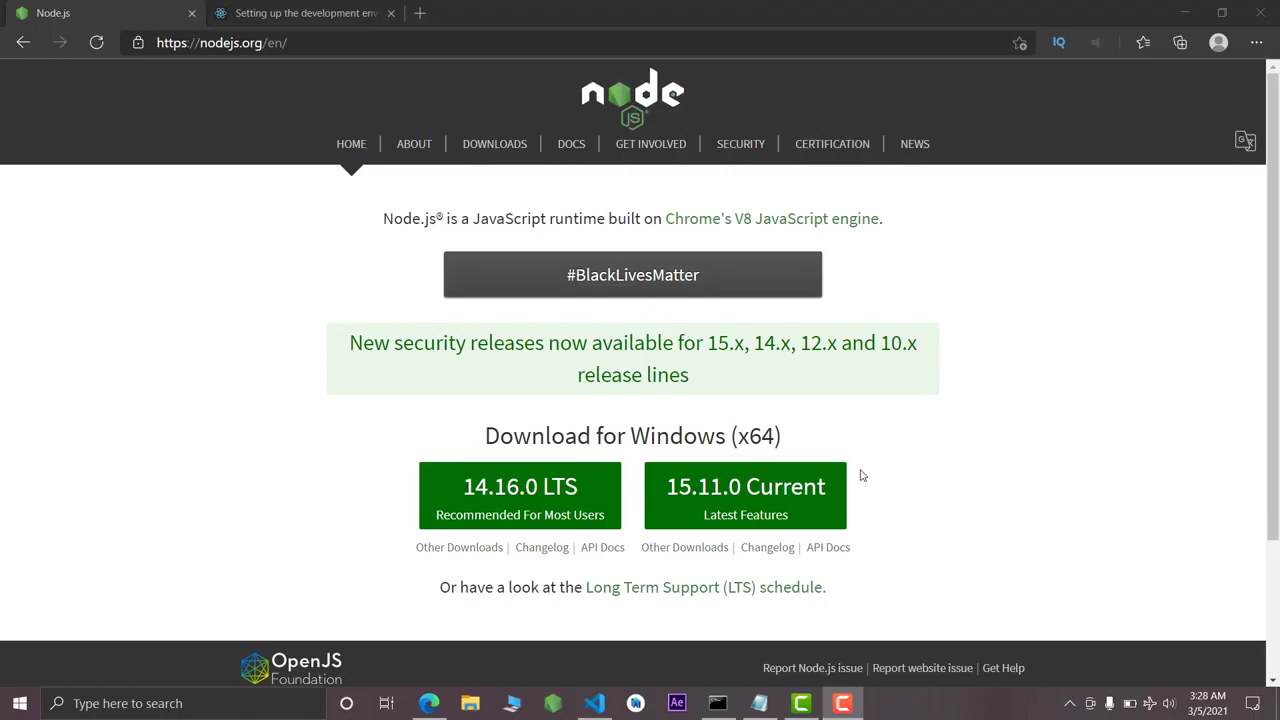 Node.js
Setting up the development env
https://nodejs.org/en/
IQ
node
JS
HOME
ABOUT
DOWNLOADS
DOCS
GET INVOLVED
SECURITY
CERTIFICATION
NEWS
Node.js® is a JavaScript runtime built on Chrome's V8 JavaScript engine.
#BlackLivesMatter
New security releases now available for 15.x, 14.x, 12.x and 10.x
release lines
Download for Windows (x64)
14.16.0 LTS
Recommended For Most Users
15.11.0 Current
Latest Features
Other Downloads | Changelog | API Docs
Other Downloads | Changelog | API Docs
Or have a look at the Long Term Support (LTS) schedule.
OpenJS
Foundation
Report Node.js issue | Report website issue | Get Help
Type here to search
Ae
3:28 AM
3/5/2021